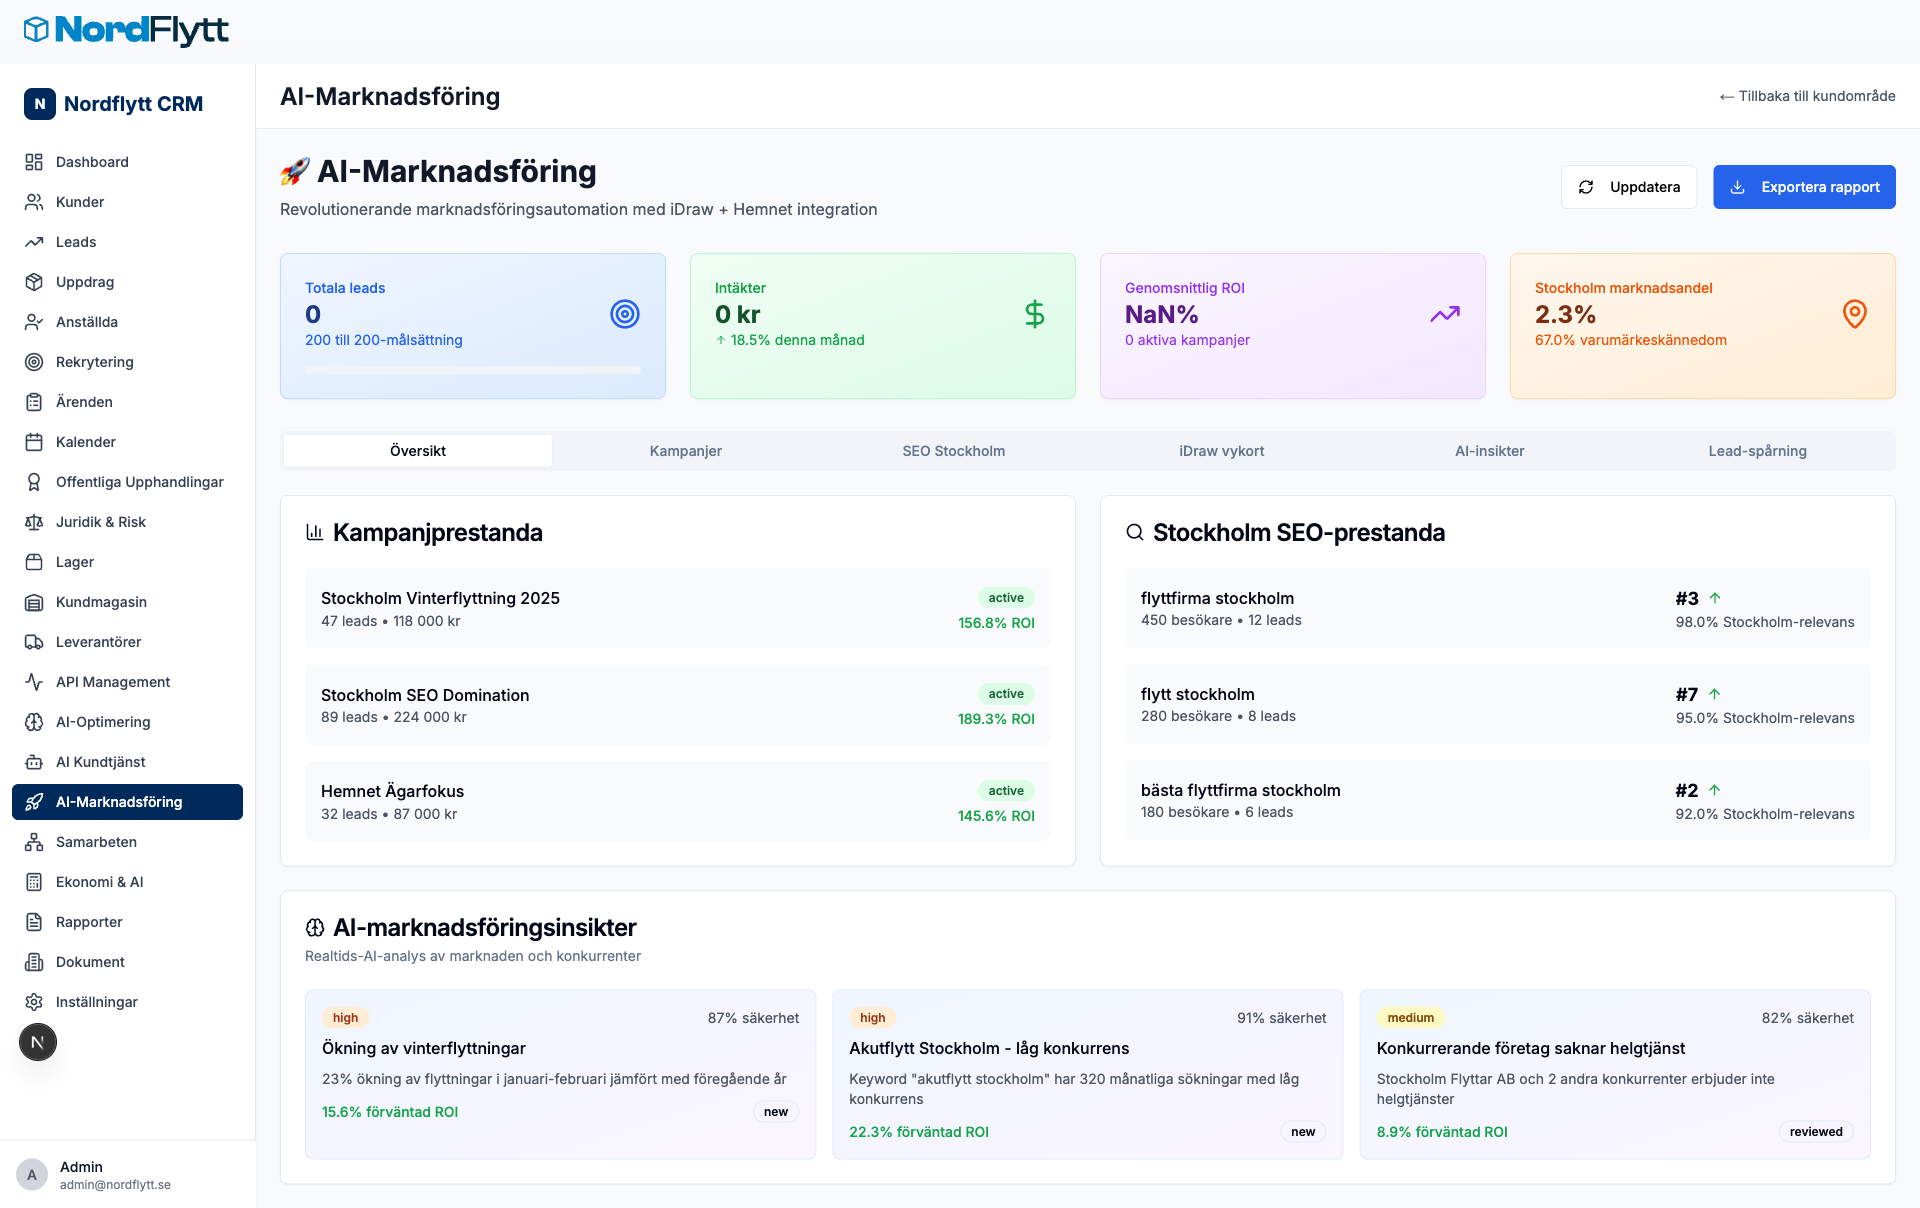 NordFlytt
N Nordflytt CRM
Dashboard
Kunder
Leads
Uppdrag
Anställda
Rekrytering
Ärenden
Kalender
Offentliga Upphandlingar
Juridik & Risk
Lager
Kundmagasin
Leverantörer
API Management
AI-Optimering
AI Kundtjänst
AI-Marknadsföring
Samarbeten
Ekonomi & AI
Rapporter
Dokument
Inställningar
N
A
Admin
admin@nordflytt.se
AI-Marknadsföring
← Tillbaka till kundområde
🚀 AI-Marknadsföring
Revolutionerande marknadsföringsautomation med iDraw + Hemnet integration
Uppdatera
Exportera rapport
Totala leads
0
200 till 200-målsättning
Intäkter
0 kr
↑ 18.5% denna månad
Genomsnittlig ROI
NaN%
0 aktiva kampanjer
Stockholm marknadsandel
2.3%
67.0% varumärkeskännedom
Översikt
Kampanjer
SEO Stockholm
iDraw vykort
AI-insikter
Lead-spårning
Kampanjprestanda
Stockholm Vinterflyttning 2025
47 leads • 118 000 kr
active
156.8% ROI
Stockholm SEO Domination
89 leads • 224 000 kr
active
189.3% ROI
Hemnet Ägarfokus
32 leads • 87 000 kr
active
145.6% ROI
Stockholm SEO-prestanda
flyttfirma stockholm
450 besökare • 12 leads
#3 ↑
98.0% Stockholm-relevans
flytt stockholm
280 besökare • 8 leads
#7 ↑
95.0% Stockholm-relevans
bästa flyttfirma stockholm
180 besökare • 6 leads
#2 ↑
92.0% Stockholm-relevans
AI-marknadsföringsinsikter
Realtids-AI-analys av marknaden och konkurrenter
high
87% säkerhet
Ökning av vinterflyttningar
23% ökning av flyttningar i januari-februari jämfört med föregående år
15.6% förväntad ROI
new
high
91% säkerhet
Akutflytt Stockholm - låg konkurrens
Keyword "akutflytt stockholm" har 320 månatliga sökningar med låg
konkurrens
22.3% förväntad ROI
new
medium
82% säkerhet
Konkurrerande företag saknar helgtjänst
Stockholm Flyttar AB och 2 andra konkurrenter erbjuder inte
helgtjänster
8.9% förväntad ROI
reviewed